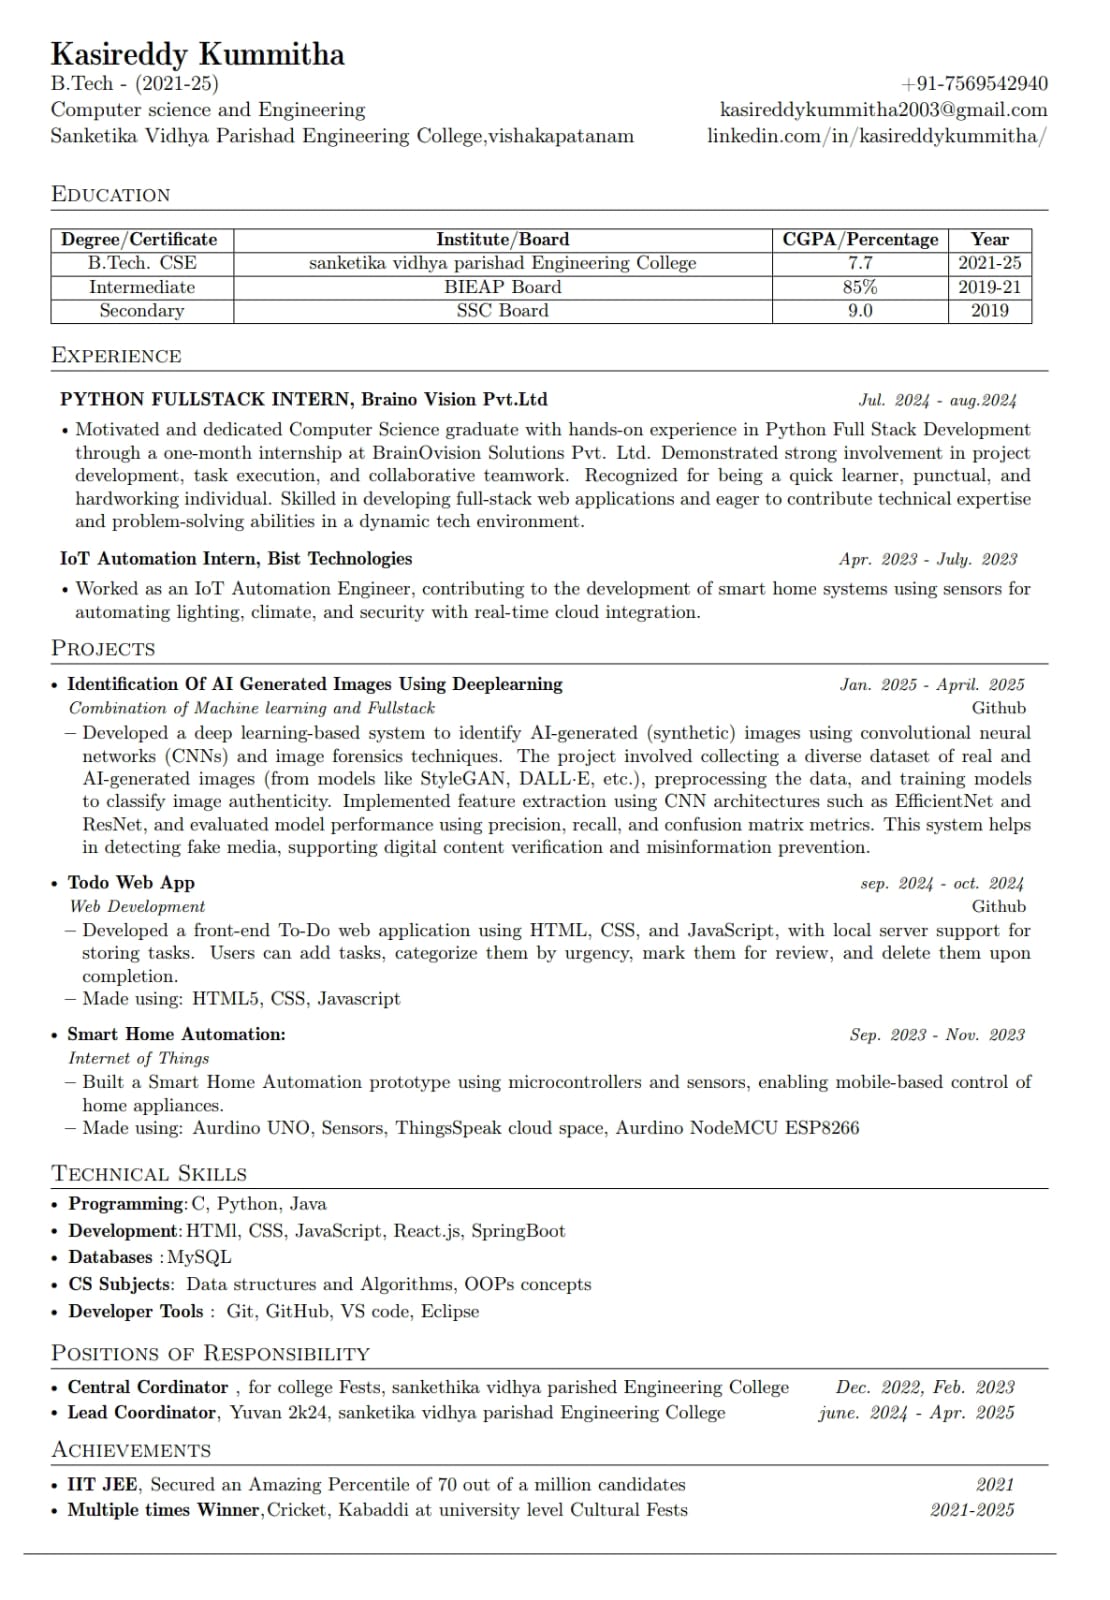 Kasireddy Kummitha
B.Tech - (2021-25) +91-7569542940
Computer science and Engineering kasireddykummitha2003@gmail.com
Sanketika Vidhya Parishad Engineering College,vishakapatanam linkedin.com/in/kasireddykummitha/
Education
Degree/Certificate Institute/Board CGPA/Percentage Year
B.Tech. CSE sanketika vidhya parishad Engineering College 7.7 2021-25
Intermediate BIEAP Board 85% 2019-21
Secondary SSC Board 9.0 2019
Experience
PYTHON FULLSTACK INTERN, Braino Vision Pvt.Ltd Jul. 2024 - aug.2024
• Motivated and dedicated Computer Science graduate with hands-on experience in Python Full Stack Development
through a one-month internship at BrainOvision Solutions Pvt. Ltd. Demonstrated strong involvement in project
development, task execution, and collaborative teamwork. Recognized for being a quick learner, punctual, and
hardworking individual. Skilled in developing full-stack web applications and eager to contribute technical expertise
and problem-solving abilities in a dynamic tech environment.
IoT Automation Intern, Bist Technologies Apr. 2023 - July. 2023
• Worked as an IoT Automation Engineer, contributing to the development of smart home systems using sensors for
automating lighting, climate, and security with real-time cloud integration.
Projects
• Identification Of AI Generated Images Using Deeplearning Jan. 2025 - April. 2025
Combination of Machine learning and Fullstack Github
– Developed a deep learning-based system to identify AI-generated (synthetic) images using convolutional neural
networks (CNNs) and image forensics techniques. The project involved collecting a diverse dataset of real and
AI-generated images (from models like StyleGAN, DALL·E, etc.), preprocessing the data, and training models
to classify image authenticity. Implemented feature extraction using CNN architectures such as EfficientNet and
ResNet, and evaluated model performance using precision, recall, and confusion matrix metrics. This system helps
in detecting fake media, supporting digital content verification and misinformation prevention.
• Todo Web App sep. 2024 - oct. 2024
Web Development Github
– Developed a front-end To-Do web application using HTML, CSS, and JavaScript, with local server support for
storing tasks. Users can add tasks, categorize them by urgency, mark them for review, and delete them upon
completion.
– Made using: HTML5, CSS, Javascript
• Smart Home Automation: Sep. 2023 - Nov. 2023
Internet of Things
– Built a Smart Home Automation prototype using microcontrollers and sensors, enabling mobile-based control of
home appliances.
– Made using: Aurdino UNO, Sensors, ThingsSpeak cloud space, Aurdino NodeMCU ESP8266
Technical Skills
• Programming: C, Python, Java
• Development: HTMl, CSS, JavaScript, React.js, SpringBoot
• Databases : MySQL
• CS Subjects: Data structures and Algorithms, OOPs concepts
• Developer Tools : Git, GitHub, VS code, Eclipse
Positions of Responsibility
• Central Cordinator , for college Fests, sankethika vidhya parished Engineering College Dec. 2022, Feb. 2023
• Lead Coordinator, Yuvan 2k24, sanketika vidhya parishad Engineering College june. 2024 - Apr. 2025
Achievements
• IIT JEE, Secured an Amazing Percentile of 70 out of a million candidates 2021
• Multiple times Winner,Cricket, Kabaddi at university level Cultural Fests 2021-2025